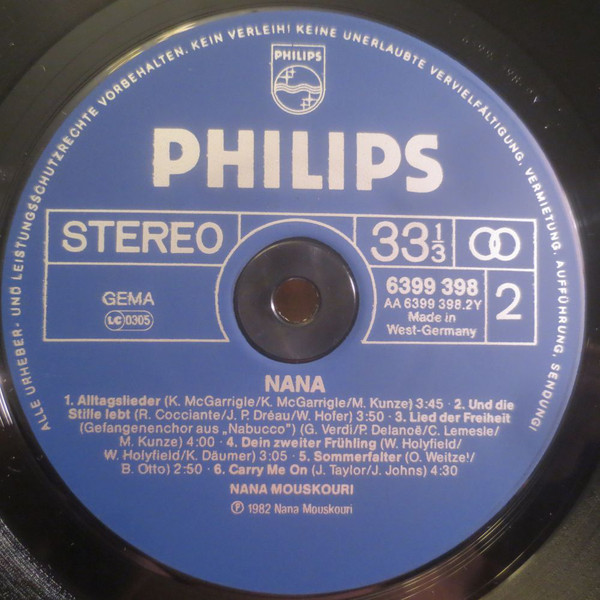 ALLE URHEBER- UND LEISTUNGSSCHUTZRECHTE VORBEHALTEN. KEIN VERLEIH! KEINE UNERLAUBTE VERVIELFÄLTIGUNG, VERMIETUNG, AUFFÜHRUNG, SENDUNG!
PHILIPS
PHILIPS
STEREO
33 1/3
GEMA
LC 0305
6399 398
AA 6399 398.2Y
Made in
West-Germany
2
NANA
1. Alltagslieder (K. McGarrigle/K. McGarrigle/M. Kunze) 3:45 · 2. Und die
Stille lebt (R. Cocciante/J. P. Dréau/W. Hofer) 3:50 · 3. Lied der Freiheit
(Gefangenenchor aus „Nabucco") (G. Verdi/P. Delanoë/C. Lemesle/
M. Kunze) 4:00 · 4. Dein zweiter Frühling (W. Holyfield/
W. Holyfield/K. Däumer) 3:05 · 5. Sommerfalter (O. Weitze!/
B. Otto) 2:50 · 6. Carry Me On (J. Taylor/J. Johns) 4:30
NANA MOUSKOURI
℗ 1982 Nana Mouskouri